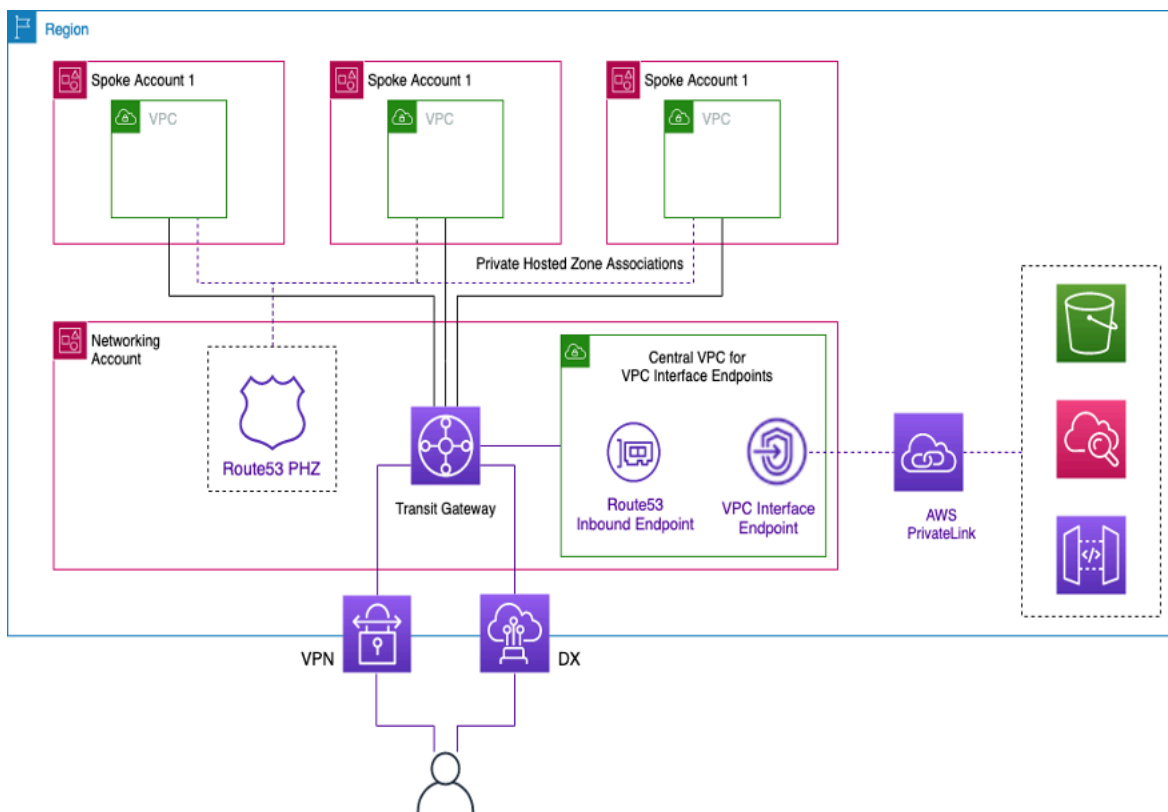 Region
Spoke Account 1
Spoke Account 1
Spoke Account 1
VPC
VPC
VPC
Private Hosted Zone Associations
Networking
Account
Route53 PHZ
Transit Gateway
Central VPC for
VPC Interface Endpoints
Route53
Inbound Endpoint
VPC Interface
Endpoint
AWS
PrivateLink
VPN
DX